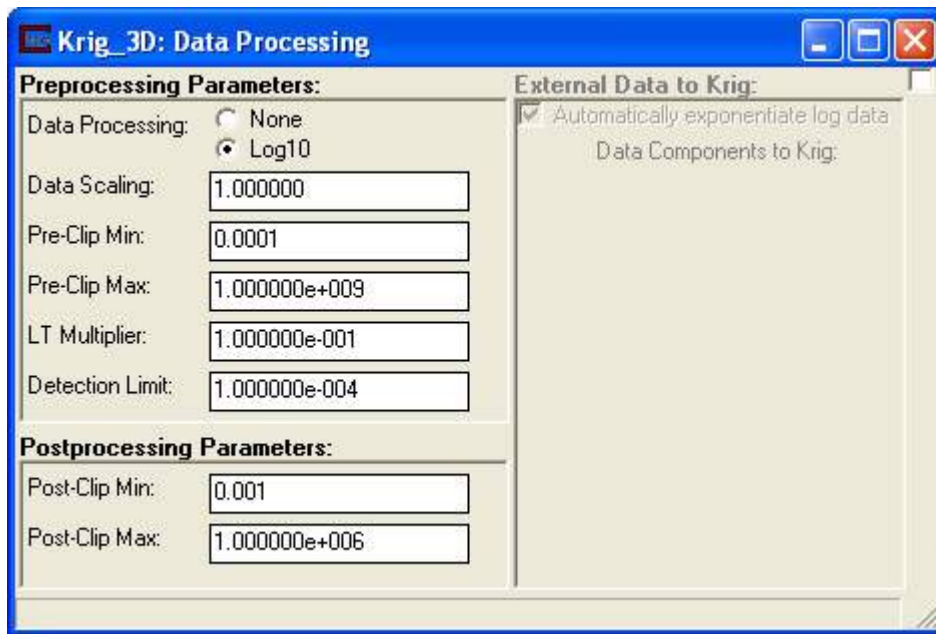 Krig_3D: Data Processing
Preprocessing Parameters:
Data Processing:
None
Log10
Data Scaling:
1.000000
Pre-Clip Min:
0.0001
Pre-Clip Max:
1.000000e+009
LT Multiplier:
1.000000e-001
Detection Limit:
1.000000e-004
Postprocessing Parameters:
Post-Clip Min:
0.001
Post-Clip Max:
1.000000e+006
External Data to Krig:
Automatically exponentiate log data
Data Components to Krig: